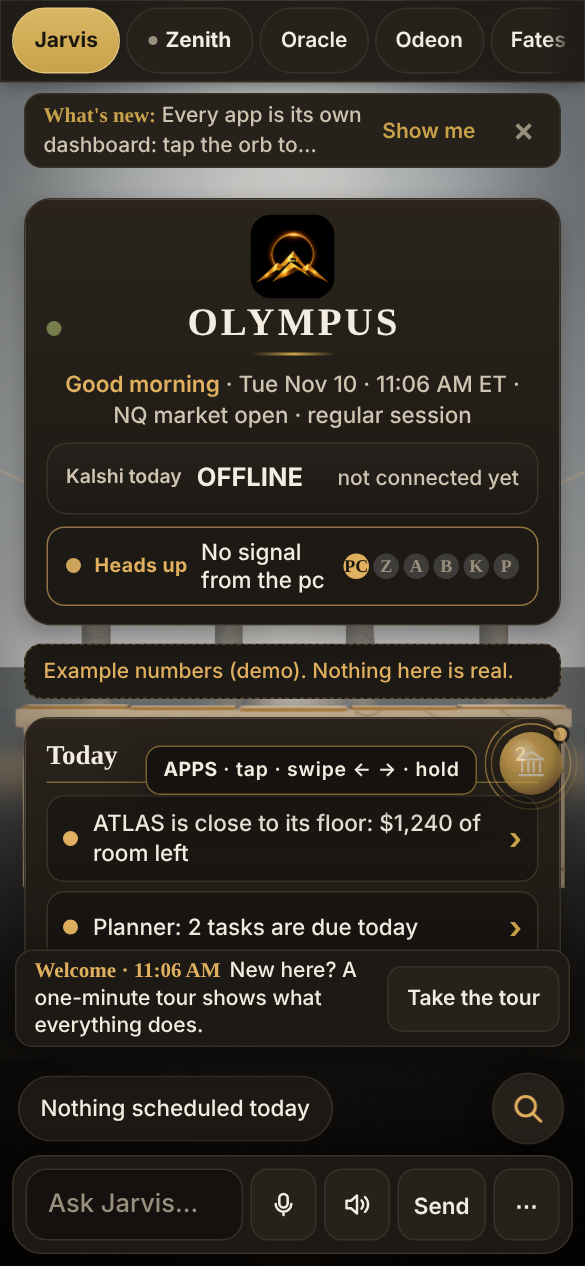 Jarvis
Zenith
Oracle
Odeon
Fates
What's new: Every app is its own
dashboard: tap the orb to...
Show me
×
OLYMPUS
Good morning · Tue Nov 10 · 11:06 AM ET ·
NQ market open · regular session
Kalshi today OFFLINE not connected yet
Heads up
No signal
from the pc
PC Z A B K P
Example numbers (demo). Nothing here is real.
Today
APPS · tap · swipe ← → · hold
2
ATLAS is close to its floor: $1,240 of
room left
›
Planner: 2 tasks are due today ›
Welcome · 11:06 AM New here? A
one-minute tour shows what
everything does.
Take the tour
Nothing scheduled today
Ask Jarvis...
Send
...